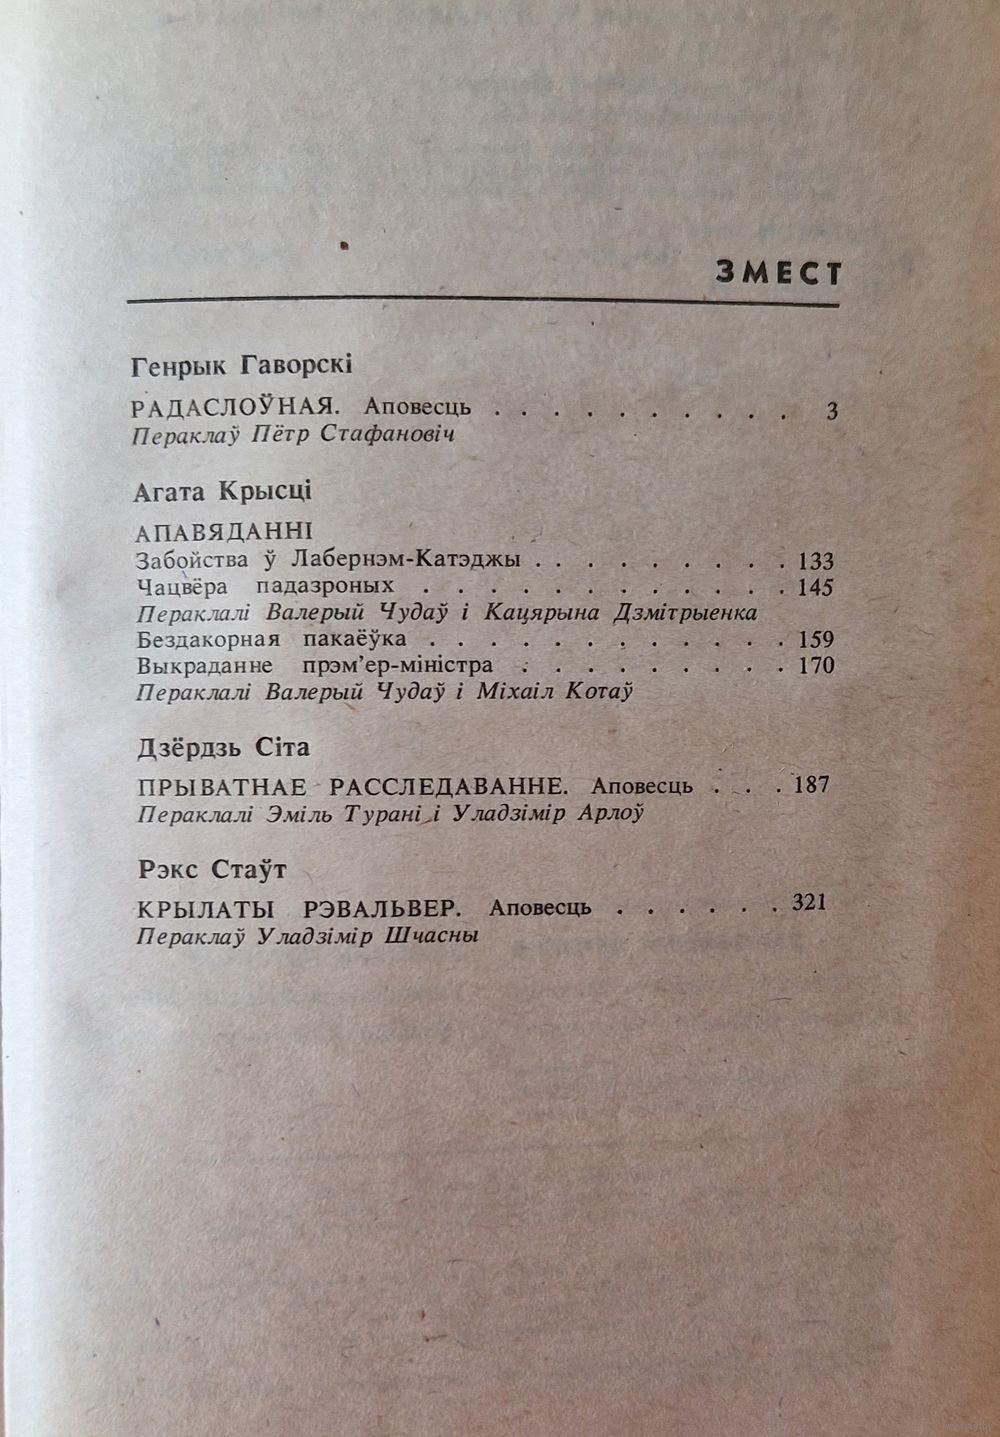 ЗМЕСТ
Генрык Гаворскі
РАДАСЛОЎНАЯ. Аповесць . . . . . . . . . . 3
Пераклаў Пётр Стафановіч
Агата Крысці
АПАВЯДАННІ
Забойства ў Лабернэм-Катэджы . . . . . . . . . 133
Чацвёра падазроных . . . . . . . . . . . . 145
Пераклалі Валерый Чудаў і Кацярына Дзмітрыенка
Бездакорная пакаёўка . . . . . . . . . . . . 159
Выкраданне прэм'ер-міністра . . . . . . . . . 170
Пераклалі Валерый Чудаў і Міхаіл Котаў
Дзёрдзь Сіта
ПРЫВАТНАЕ РАССЛЕДАВАННЕ. Аповесць . . . 187
Пераклалі Эміль Турані і Уладзімір Арлоў
Рэкс Стаўт
КРЫЛАТЫ РЭВАЛЬВЕР. Аповесць . . . . . . 321
Пераклаў Уладзімір Шчасны